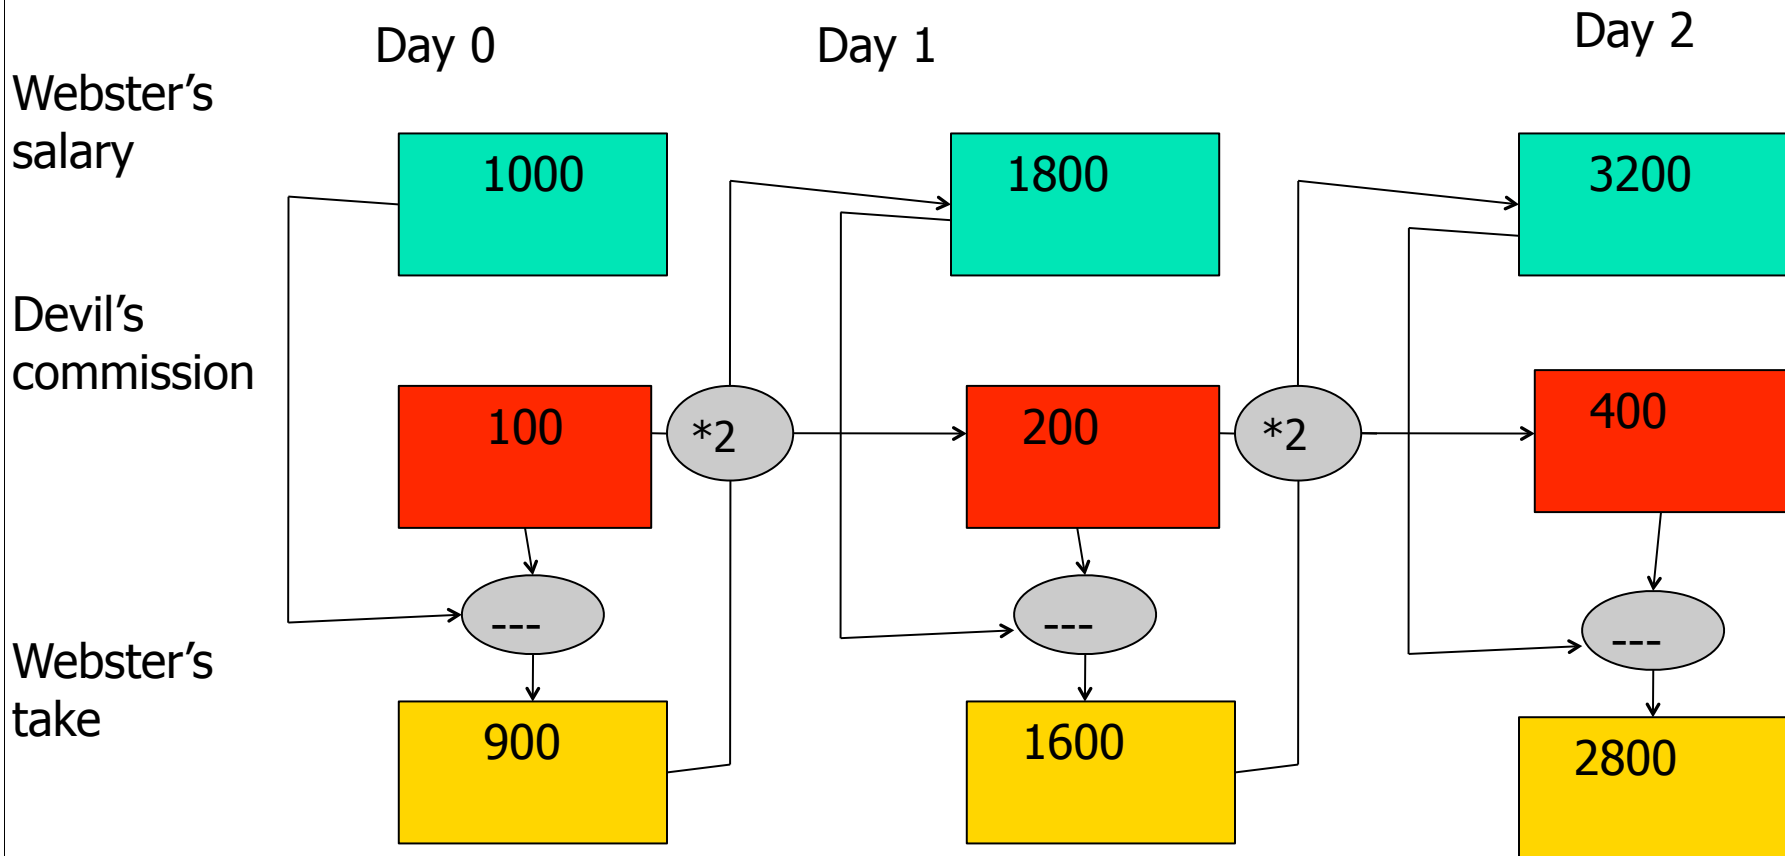 Day 0
Day 1
Day 2
Webster’s
salary
1000
1800
3200
Devil’s
commission
100
*2
200
*2
400
---
---
---
Webster’s
take
900
1600
2800